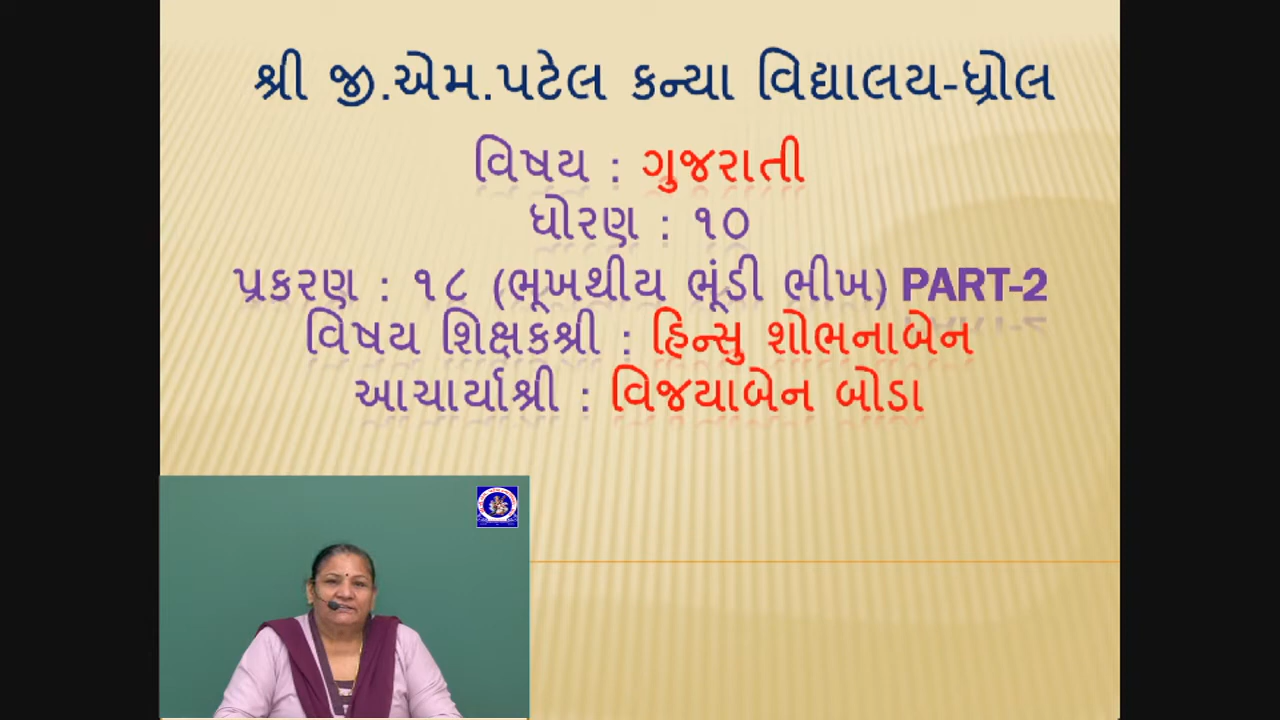 શ્રી જી.એમ.પટેલ કન્યા વિદ્યાલય-ધ્રોલ
વિષય : ગુજરાતી
ધોરણ : ૧૦
પ્રકરણ : ૧૮ (ભૂખથીય ભૂંડી ભીખ) PART-2
વિષય શિક્ષકશ્રી : હિન્સુ શોભનાબેન
આચાર્યાશ્રી : વિજયાબેન બોડા